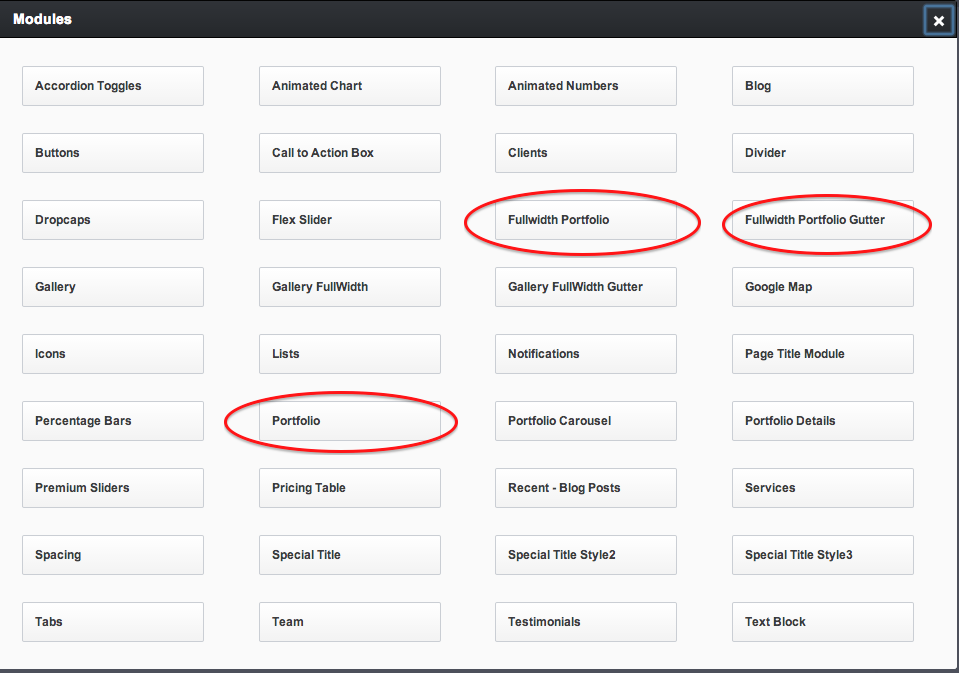 Modules
Accordion Toggles
Animated Chart
Animated Numbers
Blog
Buttons
Call to Action Box
Clients
Divider
Dropcaps
Flex Slider
Fullwidth Portfolio
Fullwidth Portfolio Gutter
Gallery
Gallery FullWidth
Gallery FullWidth Gutter
Google Map
Icons
Lists
Notifications
Page Title Module
Percentage Bars
Portfolio
Portfolio Carousel
Portfolio Details
Premium Sliders
Pricing Table
Recent - Blog Posts
Services
Spacing
Special Title
Special Title Style2
Special Title Style3
Tabs
Team
Testimonials
Text Block